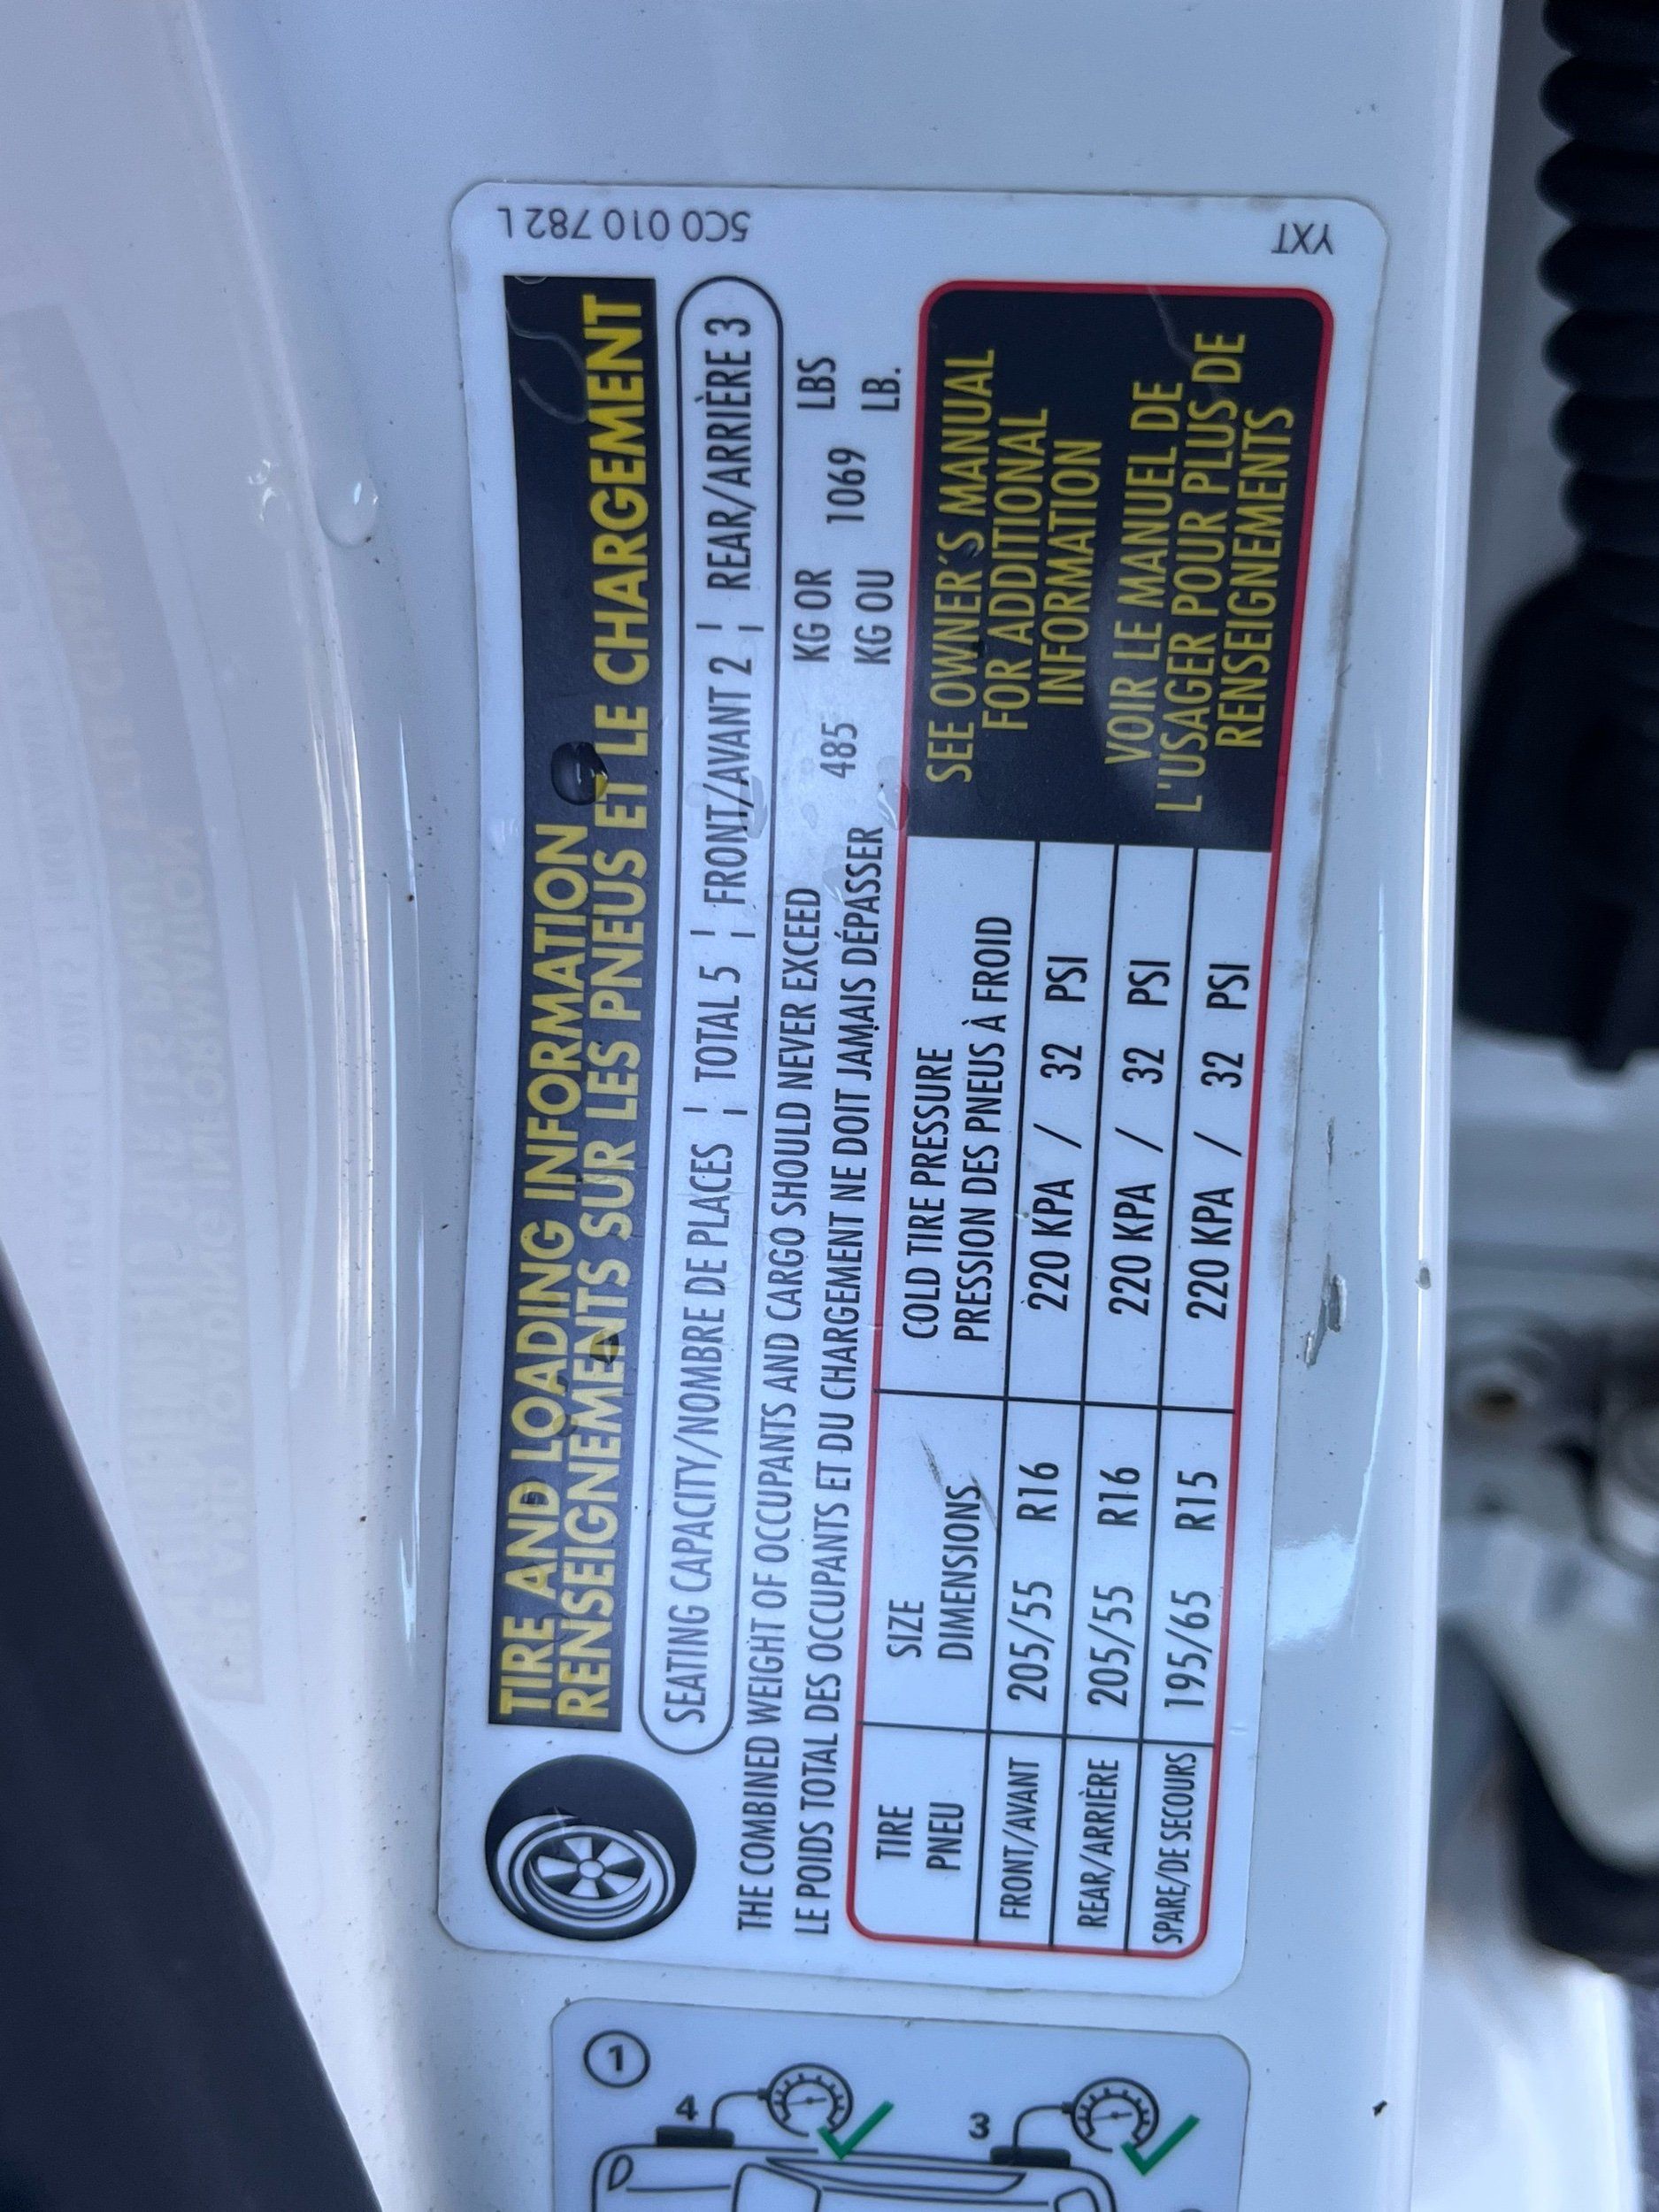 5C0 010 782 L
YXT
TIRE AND LOADING INFORMATION
RENSEIGNEMENTS SUR LES PNEUS ET LE CHARGEMENT
SEATING CAPACITY/NOMBRE DE PLACES ¦ TOTAL 5 ¦ FRONT/AVANT 2 ¦ REAR/ARRIÈRE 3
THE COMBINED WEIGHT OF OCCUPANTS AND CARGO SHOULD NEVER EXCEED KG OR LBS
485 1069
LE POIDS TOTAL DES OCCUPANTS ET DU CHARGEMENT NE DOIT JAMAIS DÉPASSER KG OU LB.
TIRE
PNEU
SIZE
DIMENSIONS
COLD TIRE PRESSURE
PRESSION DES PNEUS À FROID
FRONT/AVANT 205/55 R16 220 KPA / 32 PSI
REAR/ARRIÈRE 205/55 R16 220 KPA / 32 PSI
SPARE/DE SECOURS 195/65 R15 220 KPA / 32 PSI
SEE OWNER'S MANUAL
FOR ADDITIONAL
INFORMATION
VOIR LE MANUEL DE
L'USAGER POUR PLUS DE
RENSEIGNEMENTS
1
4
3